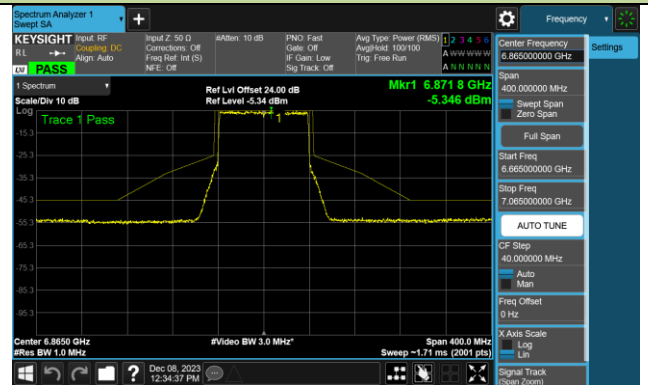 Spectrum Analyzer 1
Swept SA
Frequency
KEYSIGHT Input: RF
R L
Coupling: DC
Align: Auto
Input Z: 50 Ω
Corrections: Off
Freq Ref: Int (S)
NFE: Off
#Atten: 10 dB
PNO: Fast
Gate: Off
IF Gain: Low
Sig Track: Off
Avg Type: Power (RMS)
Avg|Hold: 100/100
Trig: Free Run
1 2 3 4 5 6
A W W W W W
A N N N N N
PASS
1 Spectrum
Scale/Div 10 dB
Log
Ref Lvl Offset 24.00 dB
Ref Level -5.34 dBm
Mkr1 6.871 8 GHz
-5.346 dBm
Trace 1 Pass
1
-15.3
-25.3
-35.3
-45.3
-55.3
-65.3
-75.3
-85.3
-95.3
Center 6.8650 GHz
#Res BW 1.0 MHz
#Video BW 3.0 MHz*
Span 400.0 MHz
Sweep ~1.71 ms (2001 pts)
Dec 08, 2023
12:34:37 PM
Center Frequency
6.865000000 GHz
Settings
Span
400.000000 MHz
Swept Span
Zero Span
Full Span
Start Freq
6.665000000 GHz
Stop Freq
7.065000000 GHz
AUTO TUNE
CF Step
40.000000 MHz
Auto
Man
Freq Offset
0 Hz
X Axis Scale
Log
Lin
Signal Track
(Span Zoom)